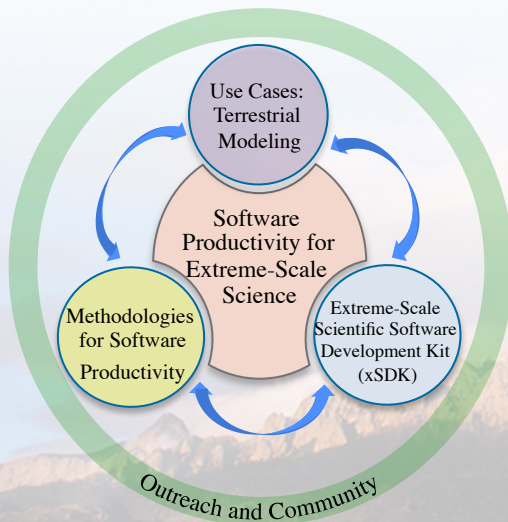 Use Cases:
Terrestrial
Modeling
Software
Productivity for
Extreme-Scale
Science
Methodologies
for Software
Productivity
Extreme-Scale
Scientific Software
Development Kit
(xSDK)
Outreach and Community